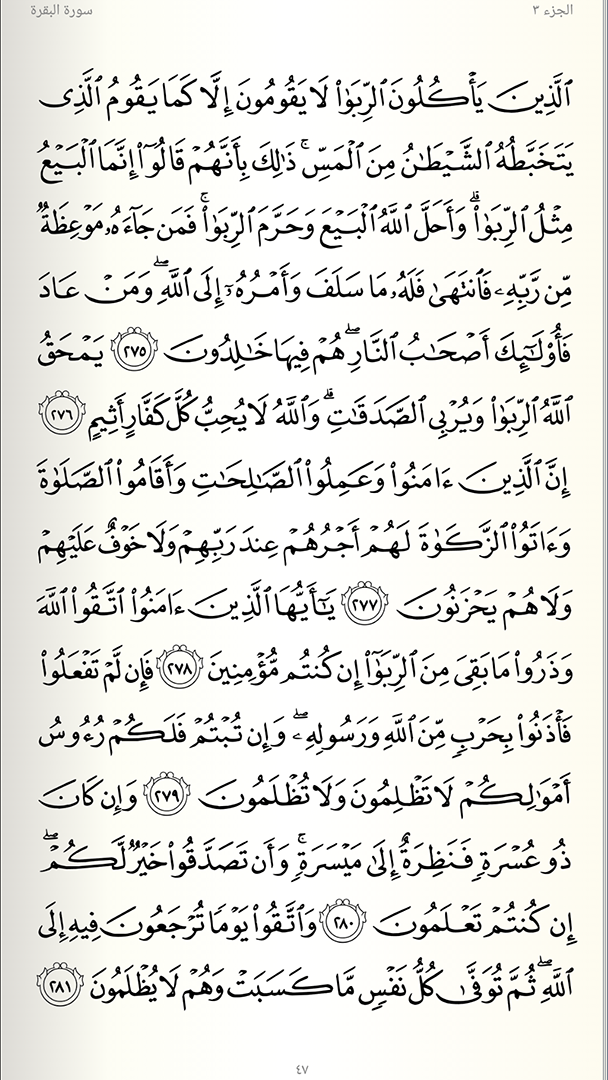 الجزء ٣
سورة البقرة
ٱلَّذِينَ يَأۡكُلُونَ ٱلرِّبَوٰاْ لَا يَقُومُونَ إِلَّا كَمَا يَقُومُ ٱلَّذِي
يَتَخَبَّطُهُ ٱلشَّيۡطَٰنُ مِنَ ٱلۡمَسِّۚ ذَٰلِكَ بِأَنَّهُمۡ قَالُوٓاْ إِنَّمَا ٱلۡبَيۡعُ
مِثۡلُ ٱلرِّبَوٰاْۗ وَأَحَلَّ ٱللَّهُ ٱلۡبَيۡعَ وَحَرَّمَ ٱلرِّبَوٰاْۚ فَمَن جَآءَهُۥ مَوۡعِظَةٞ
مِّن رَّبِّهِۦ فَٱنتَهَىٰ فَلَهُۥ مَا سَلَفَ وَأَمۡرُهُۥٓ إِلَى ٱللَّهِۖ وَمَنۡ عَادَ
فَأُوْلَٰٓئِكَ أَصۡحَٰبُ ٱلنَّارِۖ هُمۡ فِيهَا خَٰلِدُونَ ٢٧٥ يَمۡحَقُ
ٱللَّهُ ٱلرِّبَوٰاْ وَيُرۡبِي ٱلصَّدَقَٰتِۗ وَٱللَّهُ لَا يُحِبُّ كُلَّ كَفَّارٍ أَثِيمٍ ٢٧٦
إِنَّ ٱلَّذِينَ ءَامَنُواْ وَعَمِلُواْ ٱلصَّٰلِحَٰتِ وَأَقَامُواْ ٱلصَّلَوٰةَ
وَءَاتَوُاْ ٱلزَّكَوٰةَ لَهُمۡ أَجۡرُهُمۡ عِندَ رَبِّهِمۡ وَلَا خَوۡفٌ عَلَيۡهِمۡ
وَلَا هُمۡ يَحۡزَنُونَ ٢٧٧ يَٰٓأَيُّهَا ٱلَّذِينَ ءَامَنُواْ ٱتَّقُواْ ٱللَّهَ
وَذَرُواْ مَا بَقِيَ مِنَ ٱلرِّبَوٰٓاْ إِن كُنتُم مُّؤۡمِنِينَ ٢٧٨ فَإِن لَّمۡ تَفۡعَلُواْ
فَأۡذَنُواْ بِحَرۡبٖ مِّنَ ٱللَّهِ وَرَسُولِهِۦۖ وَإِن تُبۡتُمۡ فَلَكُمۡ رُءُوسُ
أَمۡوَٰلِكُمۡ لَا تَظۡلِمُونَ وَلَا تُظۡلَمُونَ ٢٧٩ وَإِن كَانَ
ذُو عُسۡرَةٖ فَنَظِرَةٌ إِلَىٰ مَيۡسَرَةٖۚ وَأَن تَصَدَّقُواْ خَيۡرٞ لَّكُمۡۖ
إِن كُنتُمۡ تَعۡلَمُونَ ٢٨٠ وَٱتَّقُواْ يَوۡمٗا تُرۡجَعُونَ فِيهِ إِلَى
ٱللَّهِۖ ثُمَّ تُوَفَّىٰ كُلُّ نَفۡسٖ مَّا كَسَبَتۡ وَهُمۡ لَا يُظۡلَمُونَ ٢٨١
٤٧